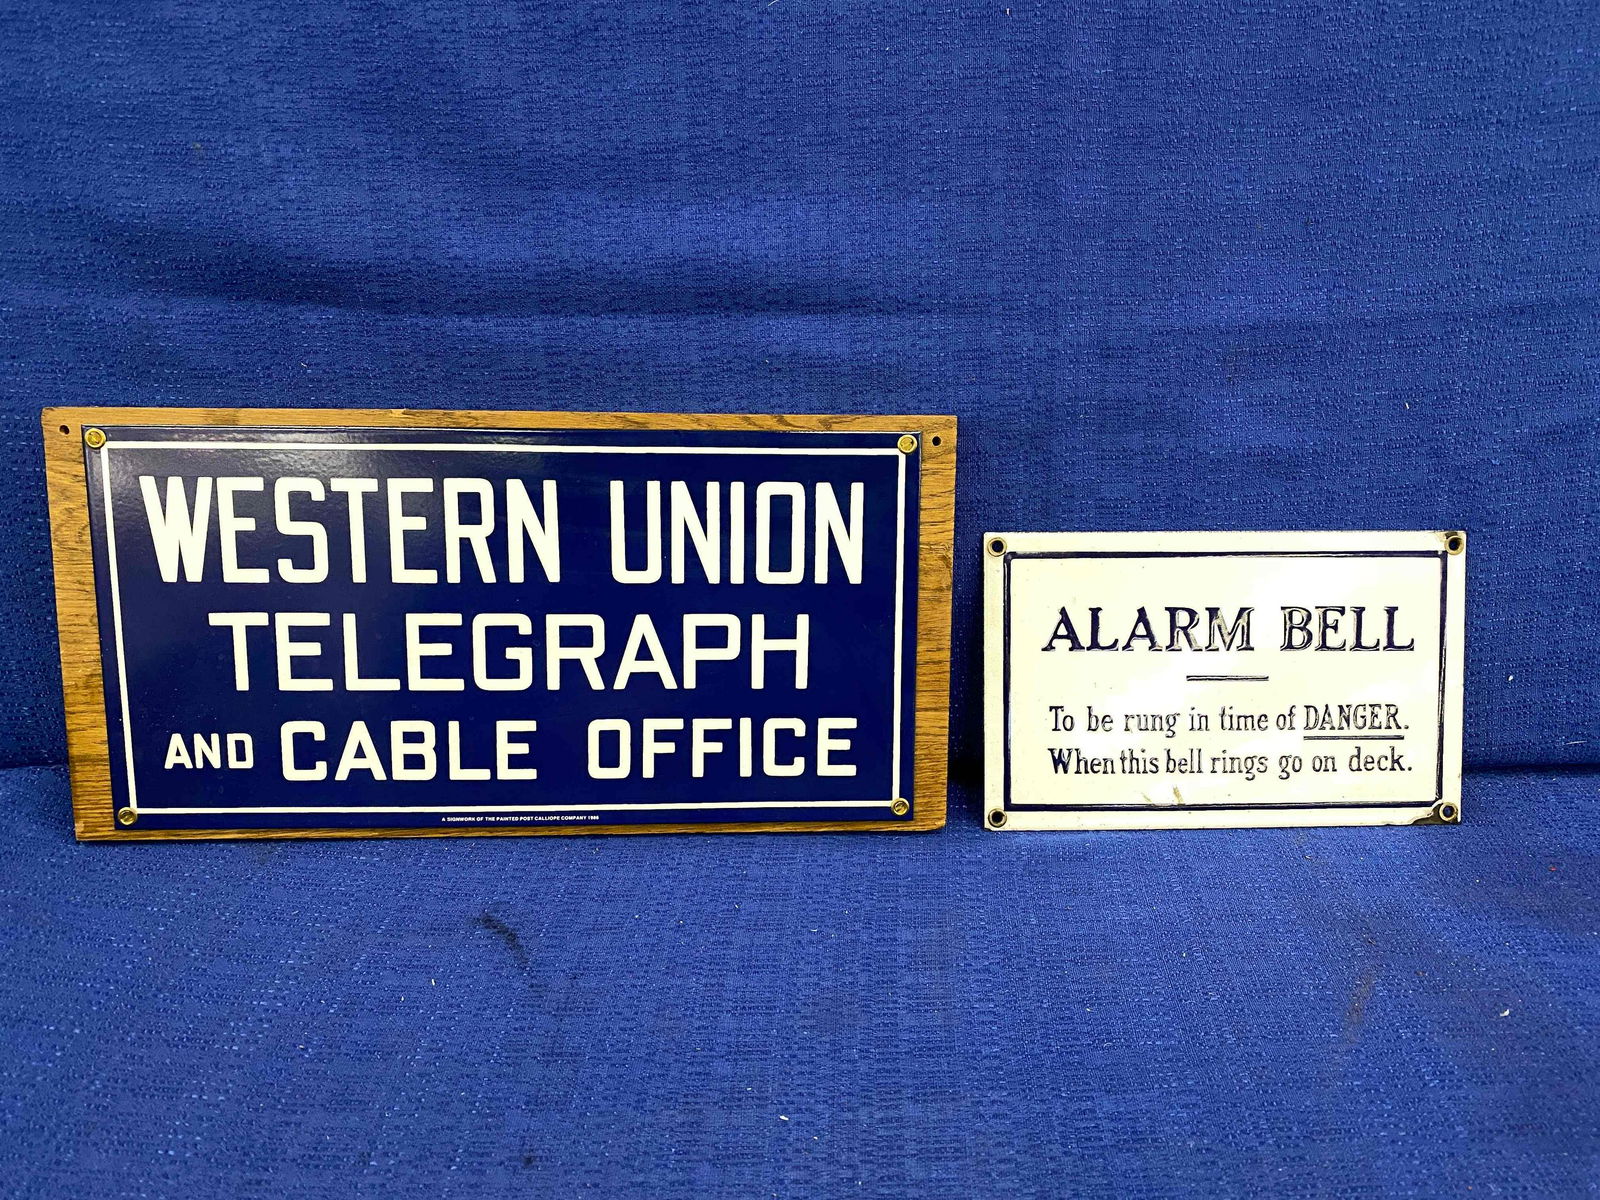 WESTERN UNION
TELEGRAPH
AND CABLE OFFICE
A SIGNWORK OF THE PAINTED POST CALLIOPE COMPANY 1986
ALARM BELL
To be rung in time of DANGER.
When this bell rings go on deck.